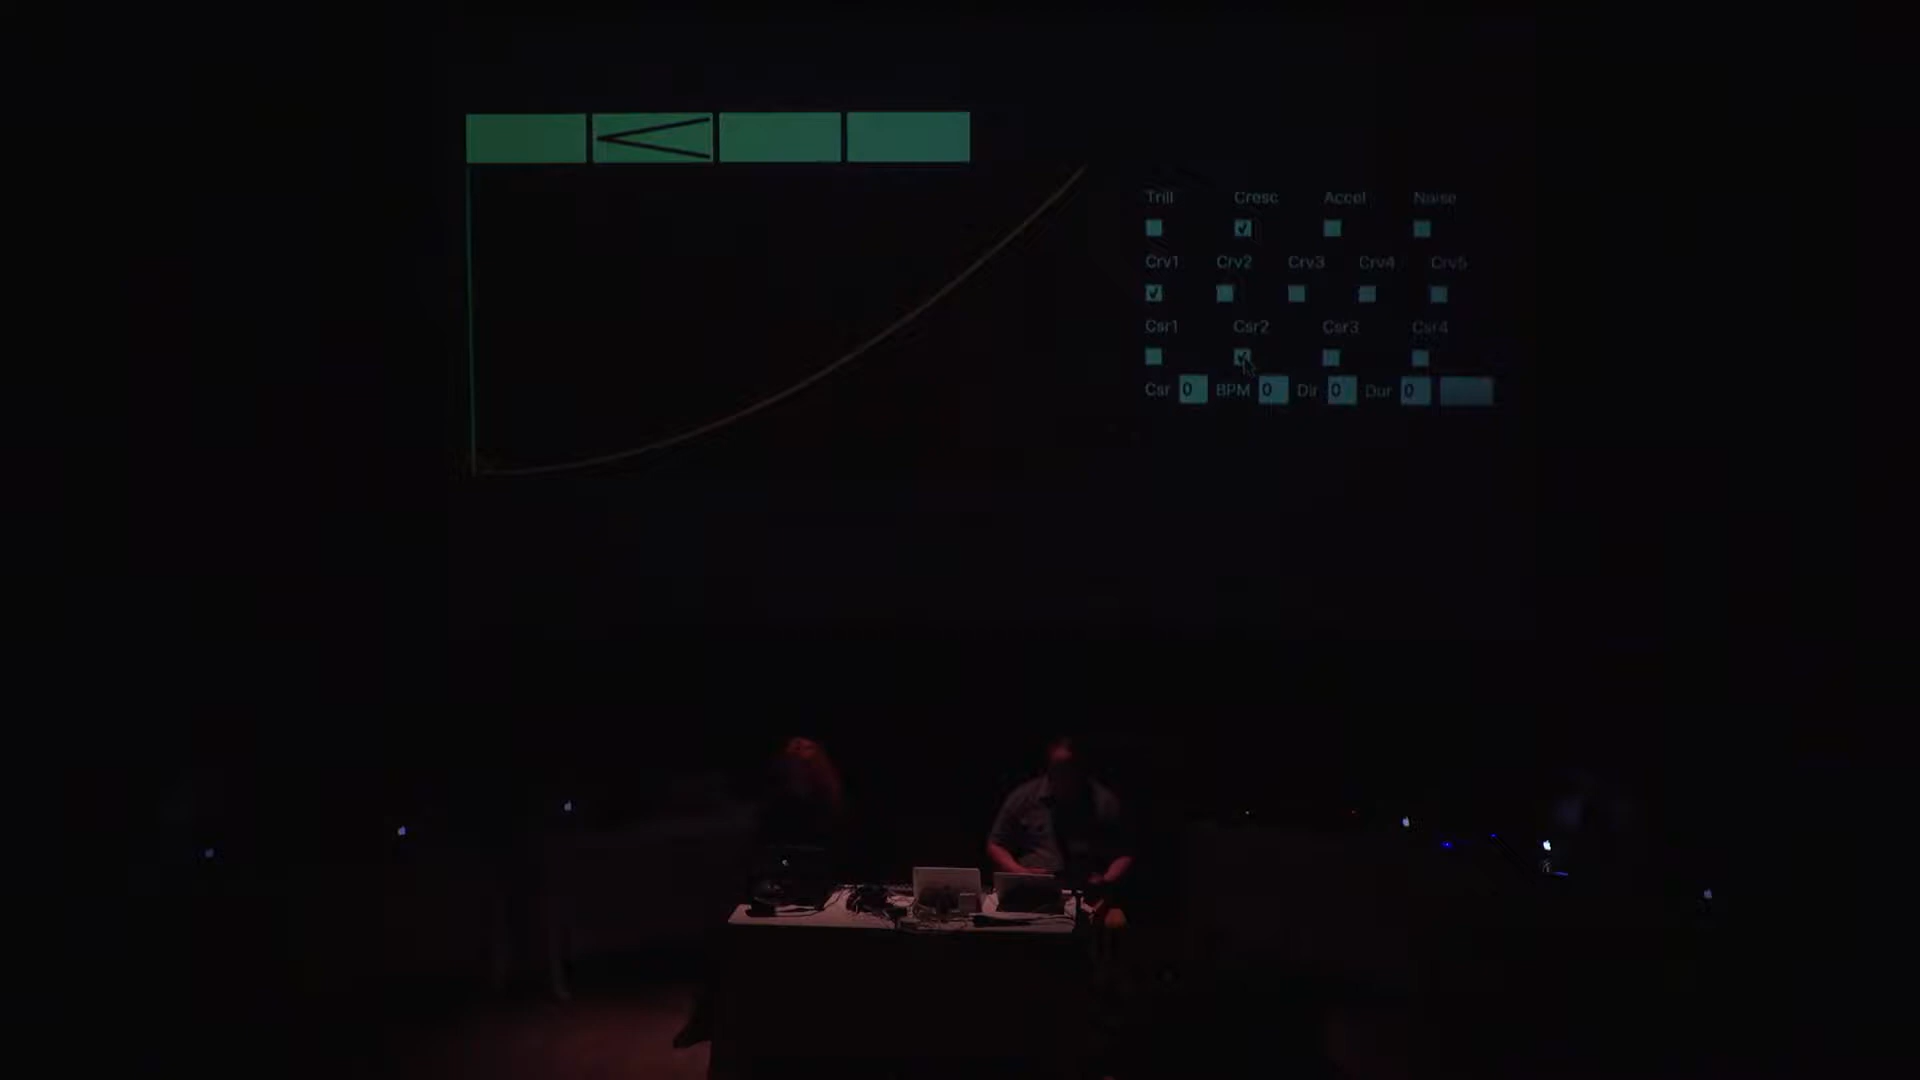 Trill Cresc Accel Noise
Crv1 Crv2 Crv3 Crv4 Crv5
Csr1 Csr2 Csr3 Csr4
Csr 0 BPM 0 Dir 0 Dur 0